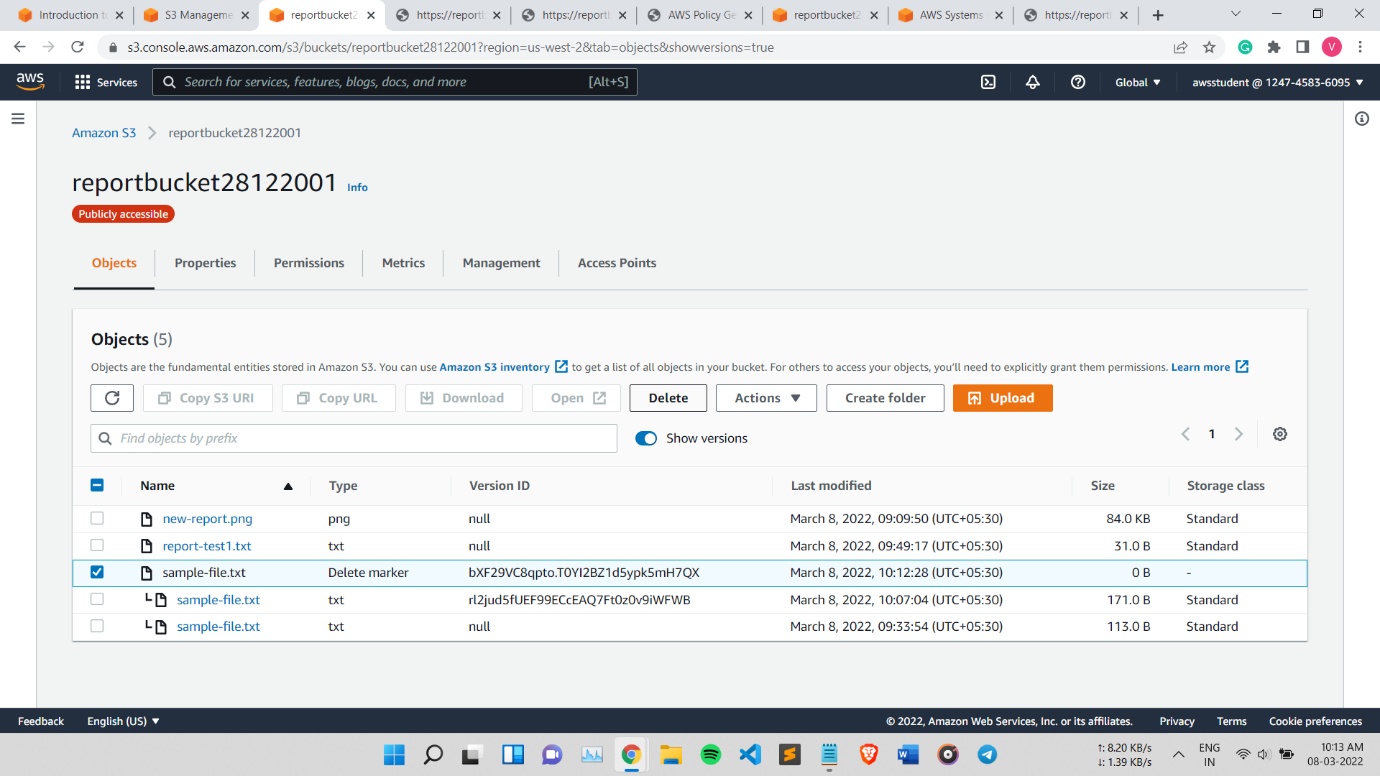 Introduction t
S3 Manageme
reportbucket2
https://report
https://report
AWS Policy Ge
reportbucket2
AWS Systems
https://report
s3.console.aws.amazon.com/s3/buckets/reportbucket28122001?region=us-west-2&tab=objects&showversions=true
V
aws
Services
Search for services, features, blogs, docs, and more
[Alt+S]
Global
awsstudent @ 1247-4583-6095
Amazon S3 > reportbucket28122001
reportbucket28122001 Info
Publicly accessible
Objects Properties Permissions Metrics Management Access Points
Objects (5)
Objects are the fundamental entities stored in Amazon S3. You can use Amazon S3 inventory to get a list of all objects in your bucket. For others to access your objects, you'll need to explicitly grant them permissions. Learn more
Copy S3 URI Copy URL Download Open Delete Actions Create folder Upload
Find objects by prefix Show versions 1
Name Type Version ID Last modified Size Storage class
new-report.png png null March 8, 2022, 09:09:50 (UTC+05:30) 84.0 KB Standard
report-test1.txt txt null March 8, 2022, 09:49:17 (UTC+05:30) 31.0 B Standard
sample-file.txt Delete marker bXF29VC8qpto.T0YI2BZ1d5ypk5mH7QX March 8, 2022, 10:12:28 (UTC+05:30) 0 B -
sample-file.txt txt rl2jud5fUEF99ECcEAQ7Ft0z0v9iWFWB March 8, 2022, 10:07:04 (UTC+05:30) 171.0 B Standard
sample-file.txt txt null March 8, 2022, 09:33:54 (UTC+05:30) 113.0 B Standard
Feedback English (US) © 2022, Amazon Web Services, Inc. or its affiliates. Privacy Terms Cookie preferences
↑: 8.20 KB/s
↓: 1.39 KB/s
ENG
IN
10:13 AM
08-03-2022